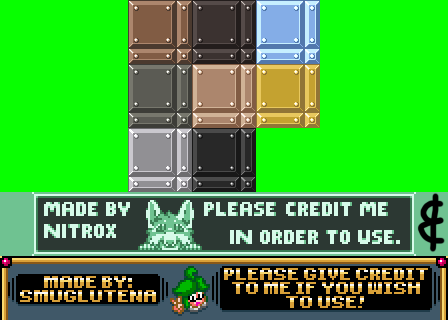 MADE BY PLEASE CREDIT ME
NITROX IN ORDER TO USE.
MADE BY:
SMUGLUTENA
PLEASE GIVE CREDIT
TO ME IF YOU WISH
TO USE!